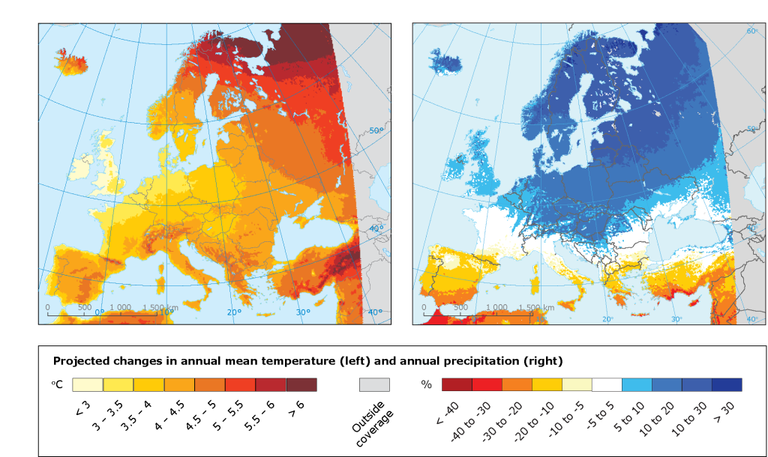 50°
40°
0 500 1 000 1 500 km
0° 10° 20° 30° 40°
60°
50°
40°
0 500 1 000 1 500 km
20° 30° 40°
Projected changes in annual mean temperature (left) and annual precipitation (right)
°C
< 3
3 – 3.5
3.5 – 4
4 – 4.5
4.5 – 5
5 – 5.5
5.5 – 6
> 6
Outside
coverage
%
< -40
-40 to -30
-30 to -20
-20 to -10
-10 to -5
-5 to 5
5 to 10
10 to 20
10 to 30
> 30